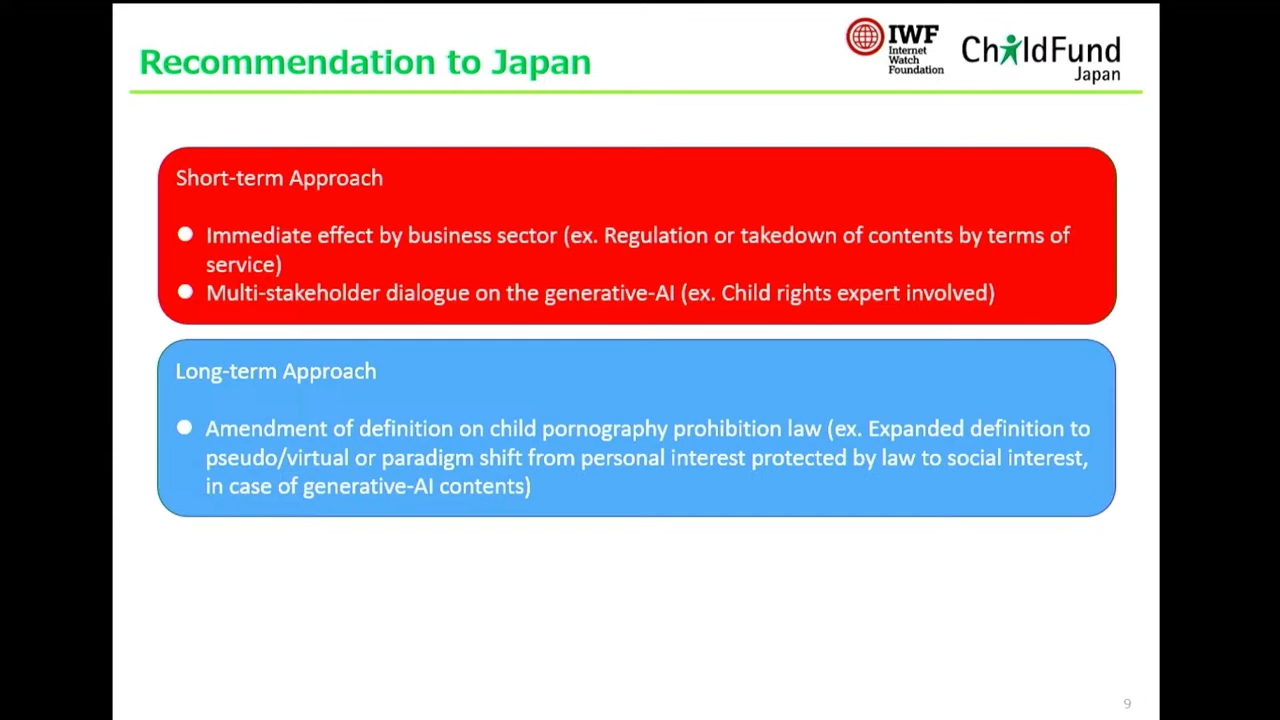 Recommendation to Japan
IWF
Internet
Watch
Foundation
ChildFund
Japan
Short-term Approach
● Immediate effect by business sector (ex. Regulation or takedown of contents by terms of
service)
● Multi-stakeholder dialogue on the generative-AI (ex. Child rights expert involved)
Long-term Approach
● Amendment of definition on child pornography prohibition law (ex. Expanded definition to
pseudo/virtual or paradigm shift from personal interest protected by law to social interest,
in case of generative-AI contents)
9